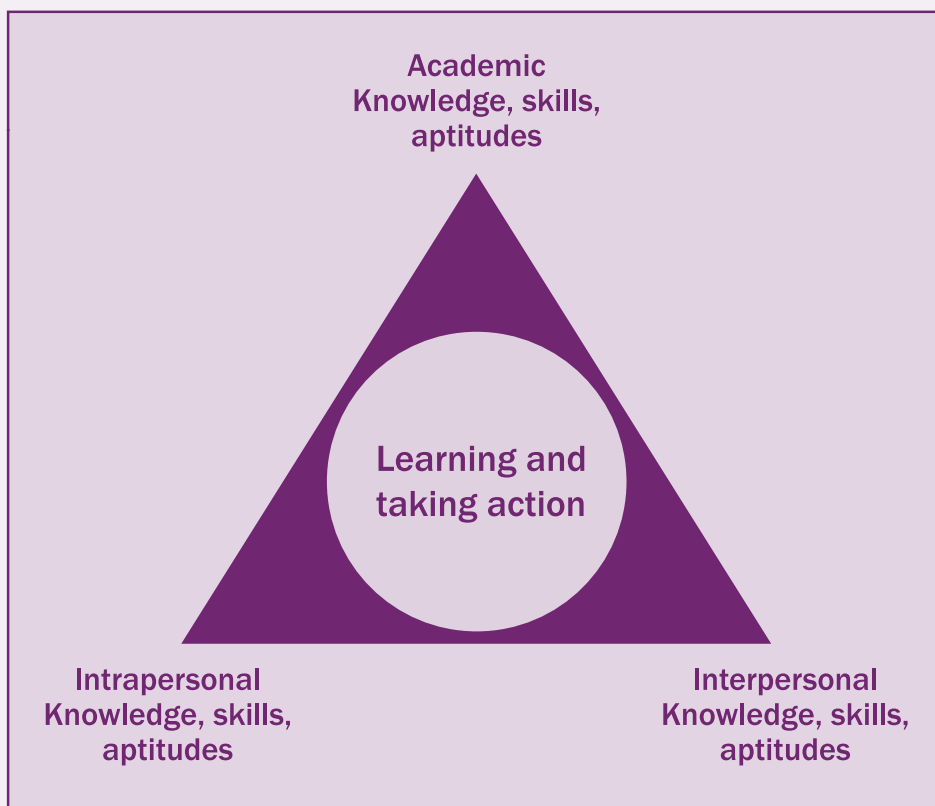 Academic
Knowledge, skills,
aptitudes
Learning and
taking action
Intrapersonal
Knowledge, skills,
aptitudes
Interpersonal
Knowledge, skills,
aptitudes